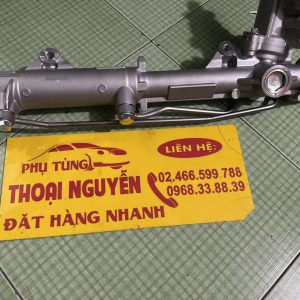 LIÊN HỆ:
PHỤ TÙNG
02.466.599.788
THOẠI NGUYỄN
0968.33.88.39
ĐẶT HÀNG NHANH